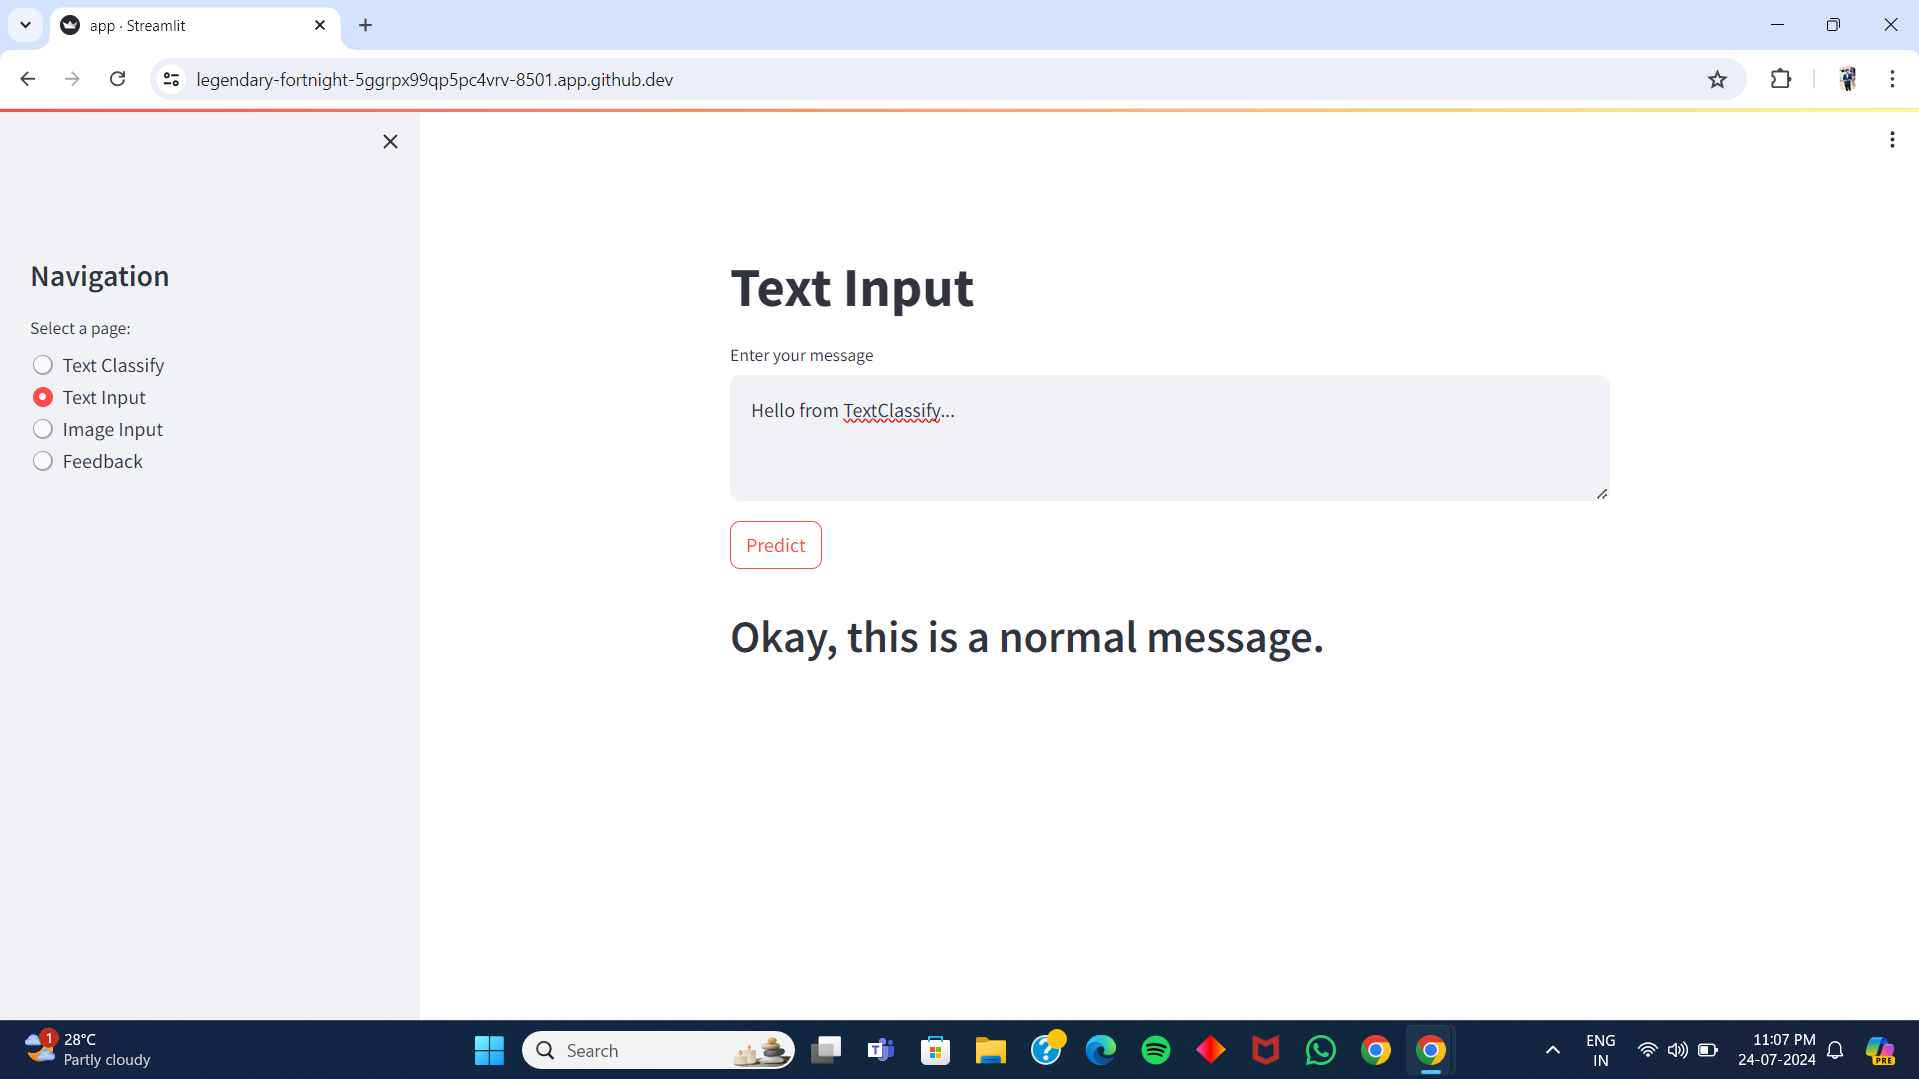 app · Streamlit
legendary-fortnight-5ggrpx99qp5pc4vrv-8501.app.github.dev
Navigation
Select a page:
Text Classify
Text Input
Image Input
Feedback
Text Input
Enter your message
Hello from TextClassify...
Predict
Okay, this is a normal message.
1
28°C
Partly cloudy
Search
ENG
IN
11:07 PM
24-07-2024
PRE